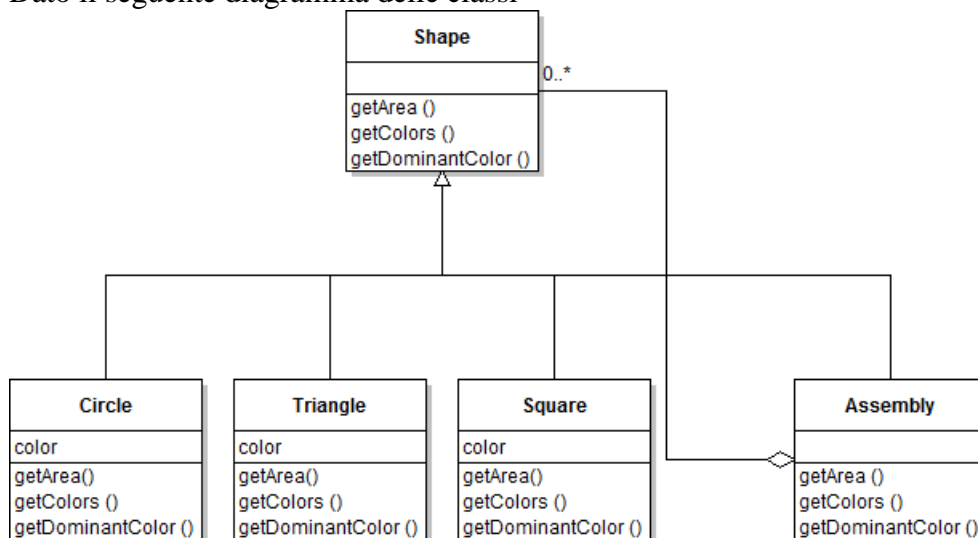 Dato il seguente diagramma delle classi
Shape
0..*
getArea ()
getColors ()
getDominantColor ()
Circle
color
getArea()
getColors ()
getDominantColor ()
Triangle
color
getArea()
getColors ()
getDominantColor ()
Square
color
getArea()
getColors ()
getDominantColor ()
Assembly
getArea ()
getColors ()
getDominantColor ()